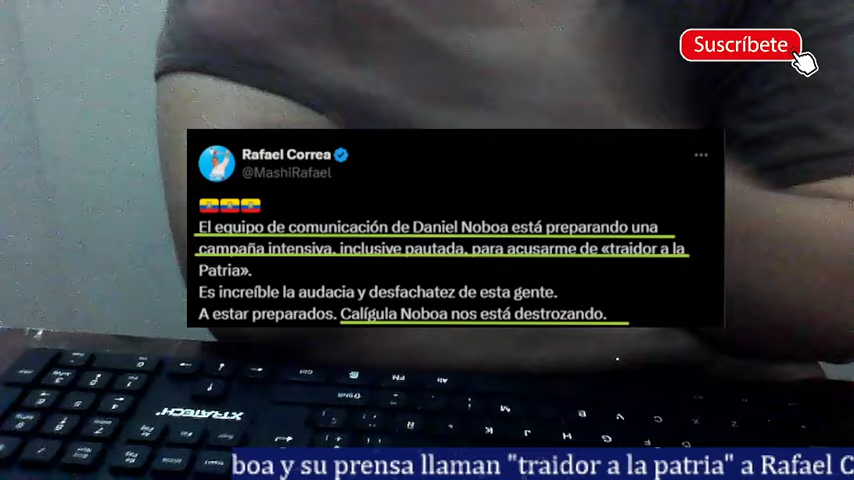 Suscríbete
Rafael Correa
@MashiRafael
El equipo de comunicación de Daniel Noboa está preparando una
campaña intensiva, inclusive pautada, para acusarme de «traidor a la
Patria».
Es increíble la audacia y desfachatez de esta gente.
A estar preparados. Calígula Noboa nos está destrozando.
XTRATECH
boa y su prensa llaman "traidor a la patria" a Rafael C